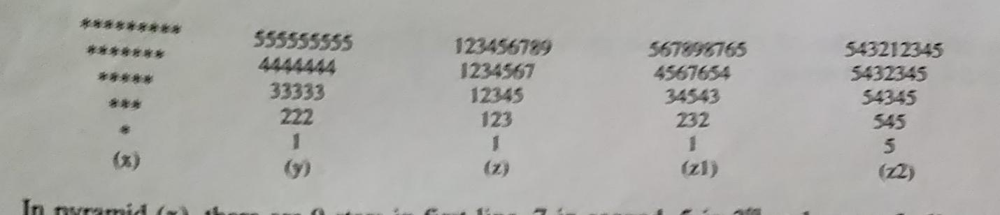 ********* 555555555 123456789 567898765 543212345
******* 4444444 1234567 4567654 5432345
***** 33333 12345 34543 54345
*** 222 123 232 545
* 1 1 1 5
(x) (y) (z) (z1) (z2)
In pyramid (x), there are 9 stars in first line, 7 in second, 5 in 3rd